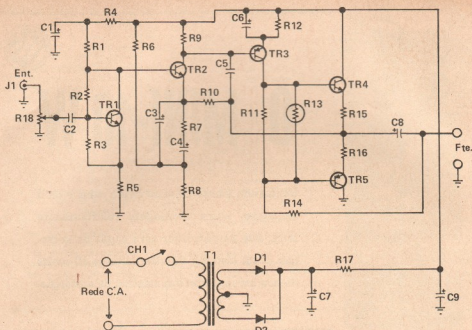 C1
R4
C6
R12
R1
R6
R9
TR3
Ent.
J1
TR2
C5
TR4
R2
TR1
R10
R11
R13
R15
R18
C2
C3
R7
C8
R3
C4
R16
Fte.
R5
R8
TR5
R14
CH1
T1
D1
R17
Rede C.A.
C7
C9
D2